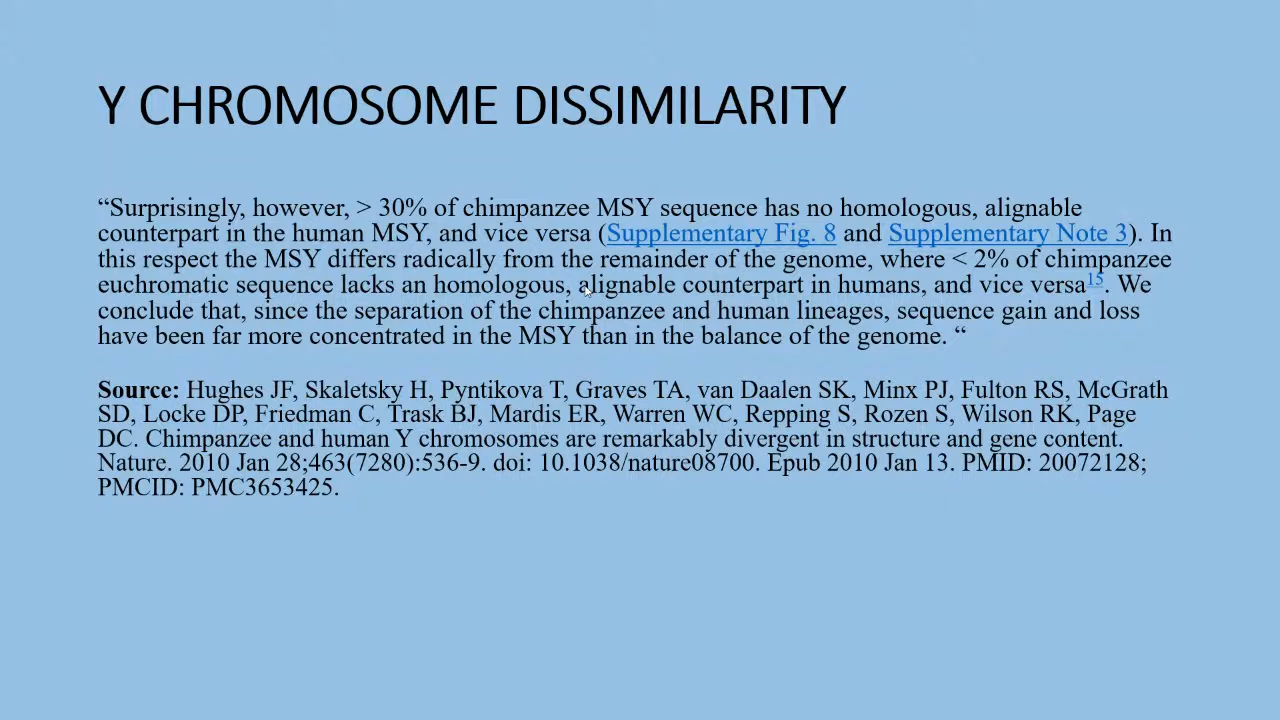 Y CHROMOSOME DISSIMILARITY
“Surprisingly, however, > 30% of chimpanzee MSY sequence has no homologous, alignable
counterpart in the human MSY, and vice versa (Supplementary Fig. 8 and Supplementary Note 3). In
this respect the MSY differs radically from the remainder of the genome, where < 2% of chimpanzee
euchromatic sequence lacks an homologous, alignable counterpart in humans, and vice versa15. We
conclude that, since the separation of the chimpanzee and human lineages, sequence gain and loss
have been far more concentrated in the MSY than in the balance of the genome. “
Source: Hughes JF, Skaletsky H, Pyntikova T, Graves TA, van Daalen SK, Minx PJ, Fulton RS, McGrath
SD, Locke DP, Friedman C, Trask BJ, Mardis ER, Warren WC, Repping S, Rozen S, Wilson RK, Page
DC. Chimpanzee and human Y chromosomes are remarkably divergent in structure and gene content.
Nature. 2010 Jan 28;463(7280):536-9. doi: 10.1038/nature08700. Epub 2010 Jan 13. PMID: 20072128;
PMCID: PMC3653425.